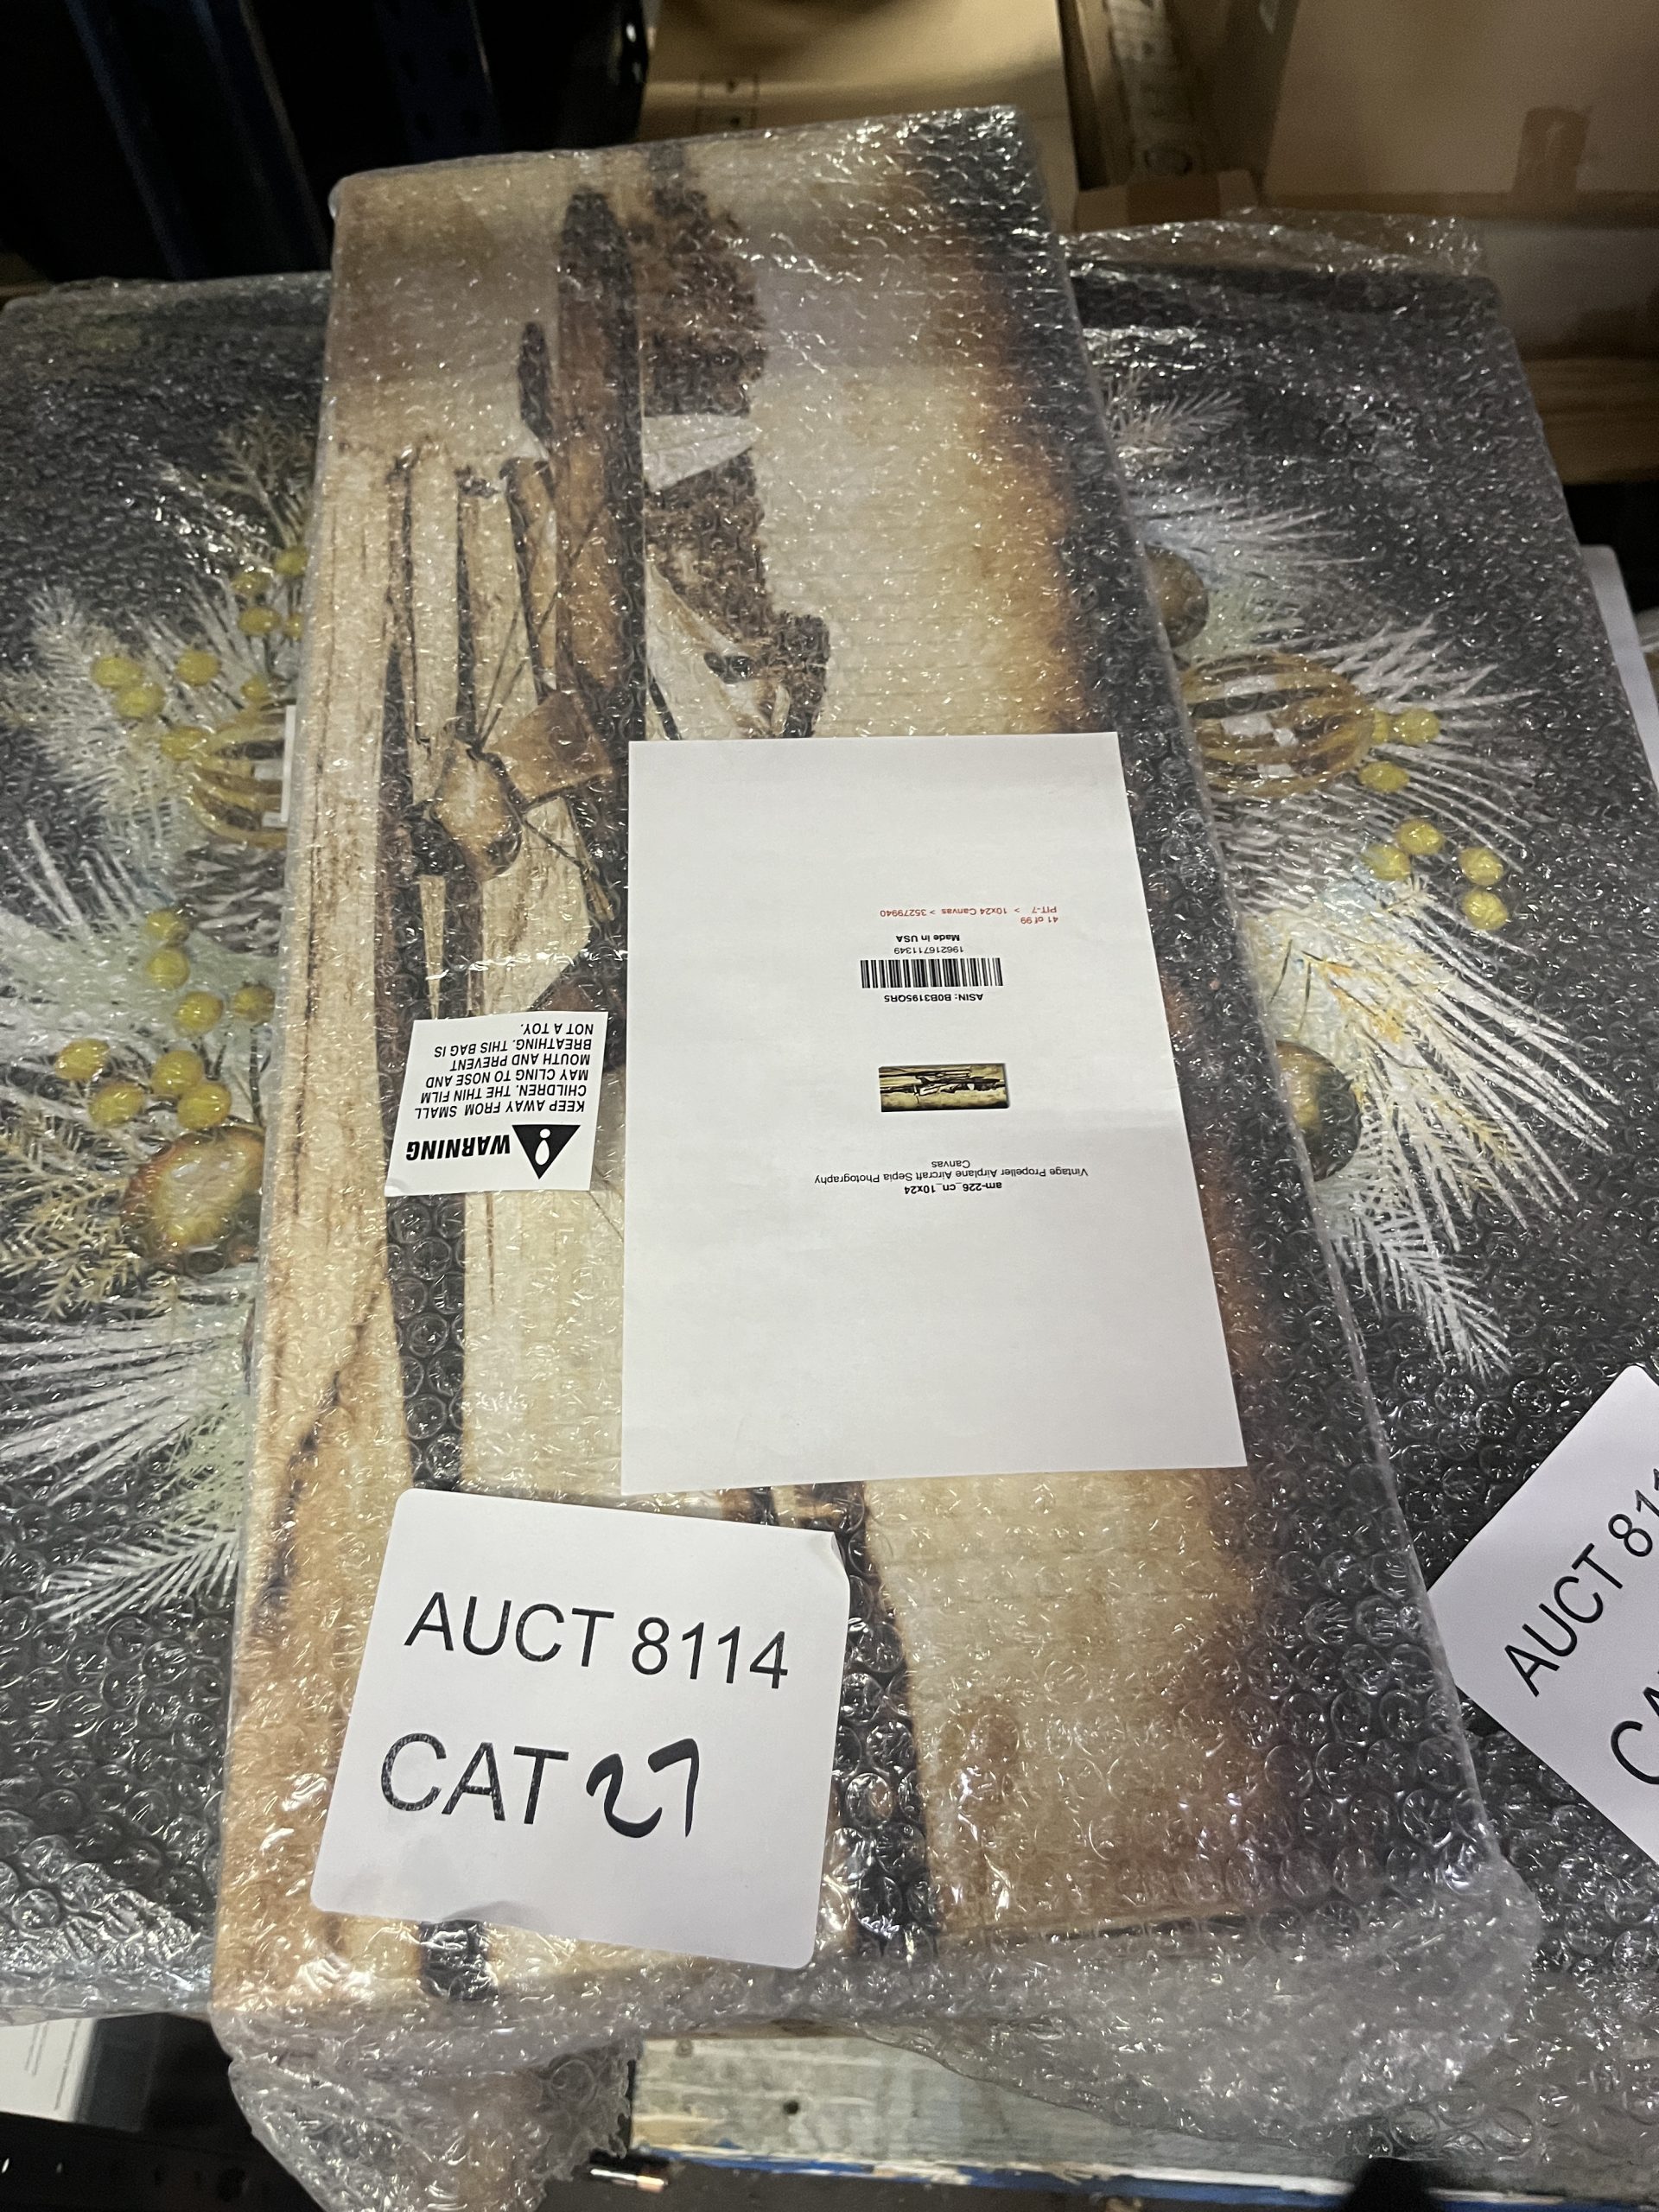 am-226_cn_10x24
Vintage Propeller Airplane Aircraft Sepia Photography
Canvas
ASIN: B0B3195QR5
196216711349
Made in USA
41 of 99
PIT-7 > 10x24 Canvas > 35279940
WARNING
KEEP AWAY FROM SMALL
CHILDREN. THE THIN FILM
MAY CLING TO NOSE AND
MOUTH AND PREVENT
BREATHING. THIS BAG IS
NOT A TOY.
AUCT 8114
CAT 27
AUCT 811
CA